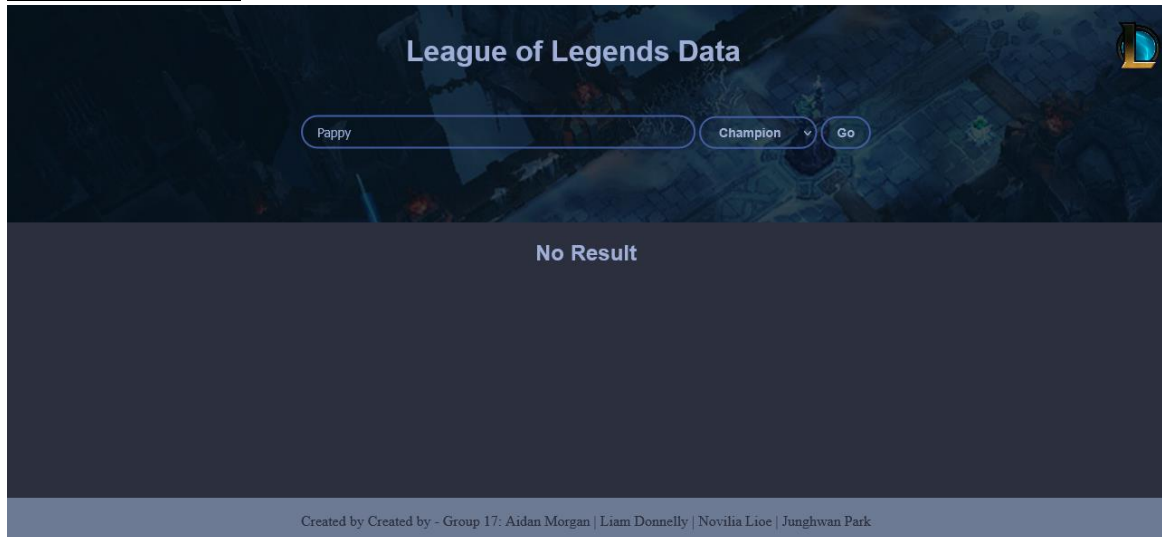 League of Legends Data
Pappy Champion Go
No Result
Created by Created by - Group 17: Aidan Morgan | Liam Donnelly | Novilia Lioe | Junghwan Park